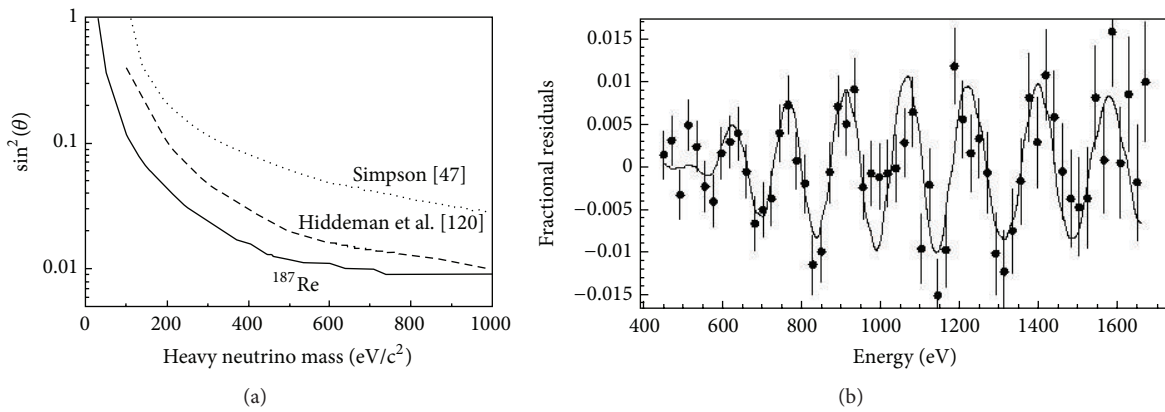 1
0.1
0.01
sin²(θ)
Simpson [47]
Hiddeman et al. [120]
¹⁸⁷Re
0 200 400 600 800 1000
Heavy neutrino mass (eV/c²)
(a)
0.015
0.010
0.005
0
−0.005
−0.01
−0.015
Fractional residuals
400 600 800 1000 1200 1400 1600
Energy (eV)
(b)